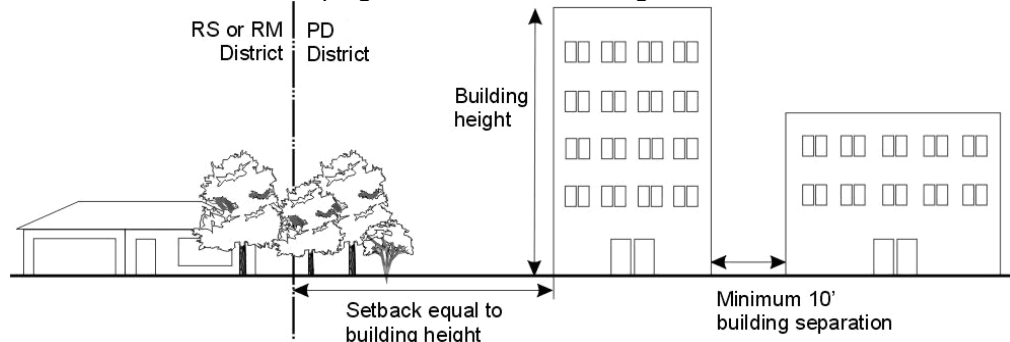 RS or RM
District
PD
District
Building
height
Setback equal to
building height
Minimum 10'
building separation